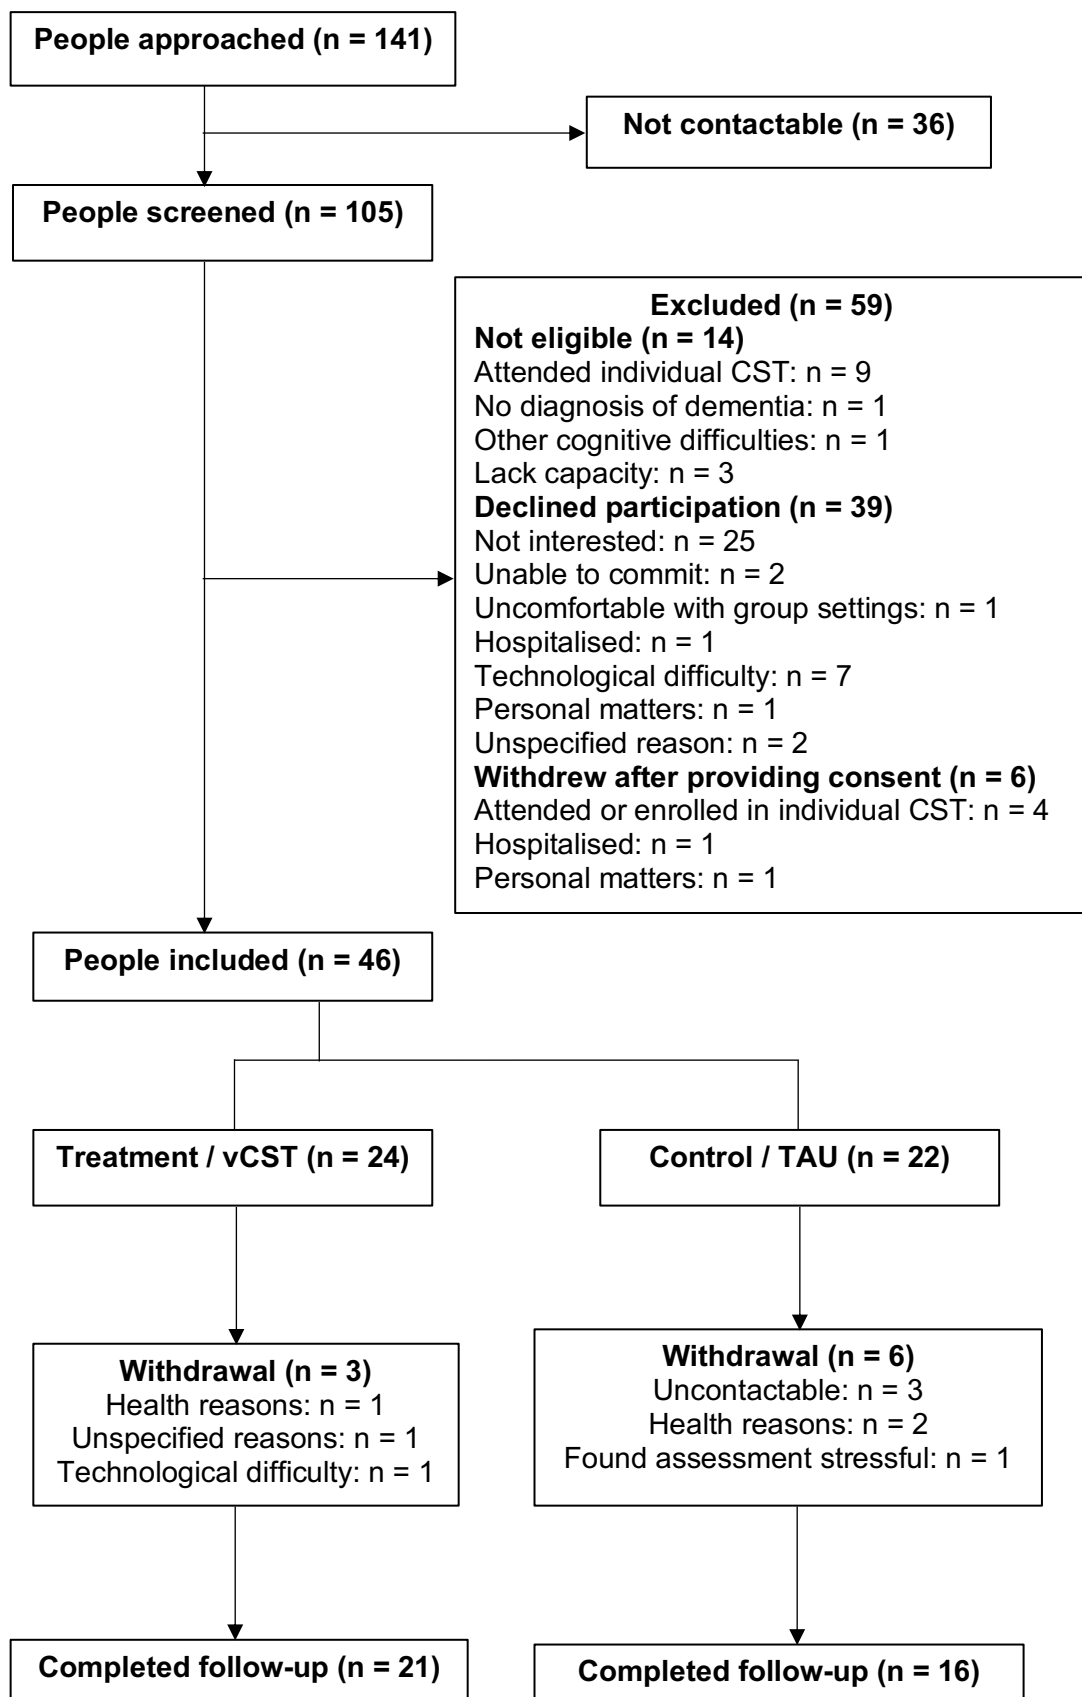 People approached (n = 141)
Not contactable (n = 36)
People screened (n = 105)
Excluded (n = 59)
Not eligible (n = 14)
Attended individual CST: n = 9
No diagnosis of dementia: n = 1
Other cognitive difficulties: n = 1
Lack capacity: n = 3
Declined participation (n = 39)
Not interested: n = 25
Unable to commit: n = 2
Uncomfortable with group settings: n = 1
Hospitalised: n = 1
Technological difficulty: n = 7
Personal matters: n = 1
Unspecified reason: n = 2
Withdrew after providing consent (n = 6)
Attended or enrolled in individual CST: n = 4
Hospitalised: n = 1
Personal matters: n = 1
People included (n = 46)
Treatment / vCST (n = 24)
Control / TAU (n = 22)
Withdrawal (n = 3)
Health reasons: n = 1
Unspecified reasons: n = 1
Technological difficulty: n = 1
Withdrawal (n = 6)
Uncontactable: n = 3
Health reasons: n = 2
Found assessment stressful: n = 1
Completed follow-up (n = 21)
Completed follow-up (n = 16)